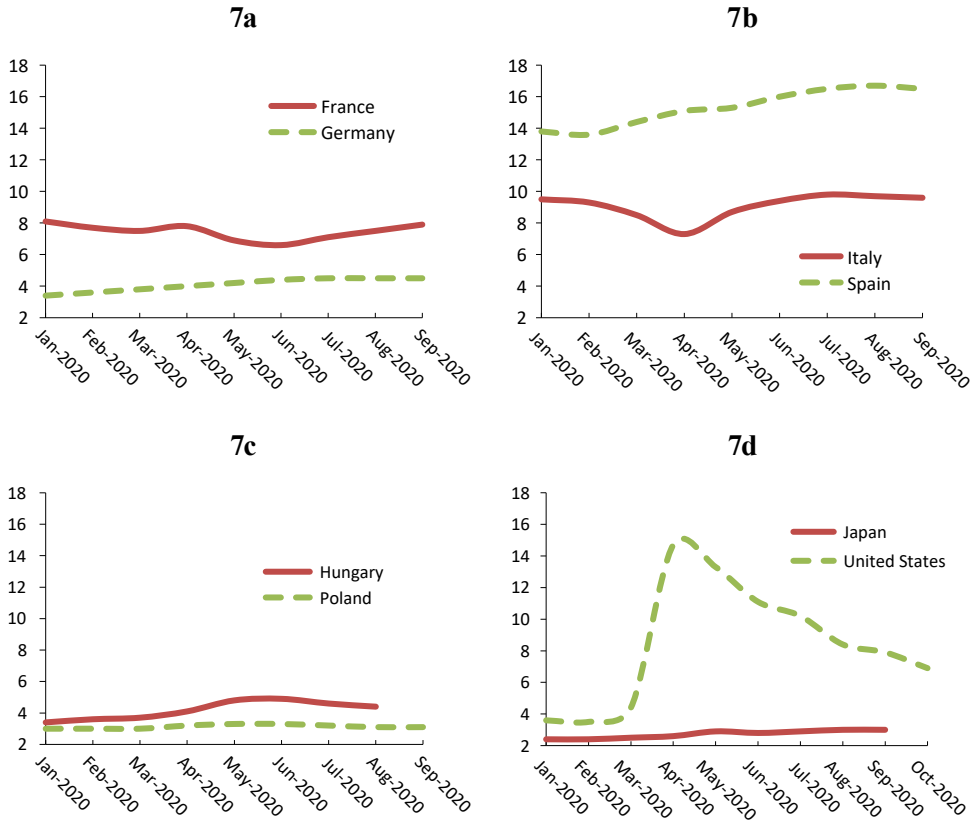 7a
18
16
14
12
10
8
6
4
2
France
Germany
Jan-2020
Feb-2020
Mar-2020
Apr-2020
May-2020
Jun-2020
Jul-2020
Aug-2020
Sep-2020
7b
18
16
14
12
10
8
6
4
2
Italy
Spain
Jan-2020
Feb-2020
Mar-2020
Apr-2020
May-2020
Jun-2020
Jul-2020
Aug-2020
Sep-2020
7c
18
16
14
12
10
8
6
4
2
Hungary
Poland
Jan-2020
Feb-2020
Mar-2020
Apr-2020
May-2020
Jun-2020
Jul-2020
Aug-2020
Sep-2020
7d
18
16
14
12
10
8
6
4
2
Japan
United States
Jan-2020
Feb-2020
Mar-2020
Apr-2020
May-2020
Jun-2020
Jul-2020
Aug-2020
Sep-2020
Oct-2020